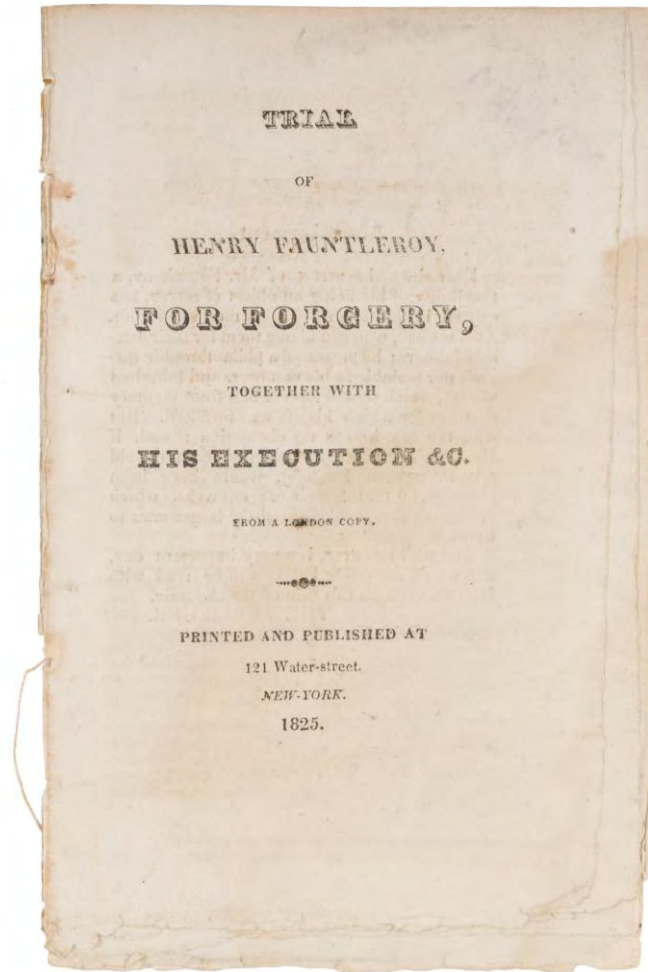 TRIAL
OF
HENRY FAUNTLEROY.
FOR FORGERY,
TOGETHER WITH
HIS EXECUTION &C.
FROM A LONDON COPY.
PRINTED AND PUBLISHED AT
121 Water-street.
NEW-YORK.
1825.